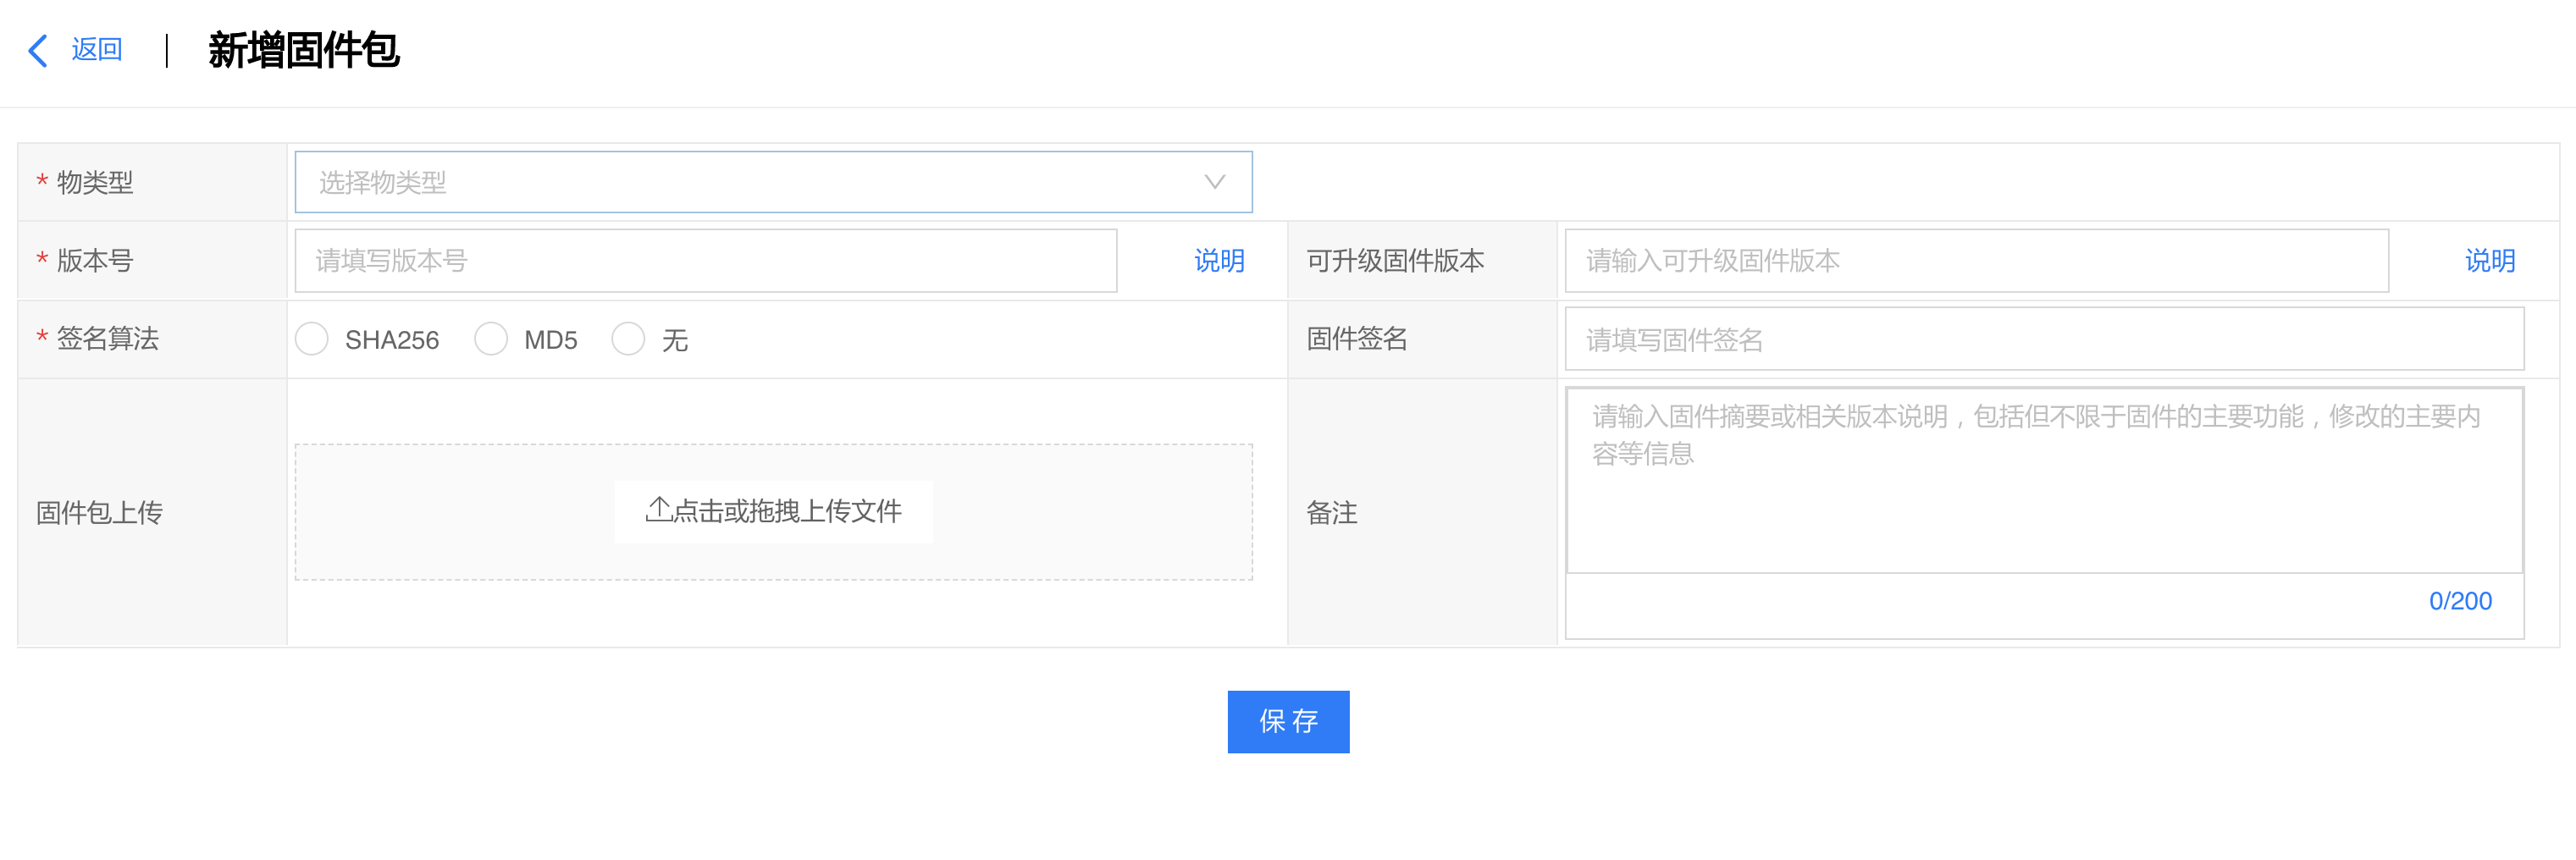 返回 新增固件包
* 物类型 选择物类型
* 版本号 请填写版本号 说明 可升级固件版本 请输入可升级固件版本 说明
* 签名算法 SHA256 MD5 无 固件签名 请填写固件签名
固件包上传 点击或拖拽上传文件 备注 请输入固件摘要或相关版本说明，包括但不限于固件的主要功能，修改的主要内
容等信息
0/200
保 存